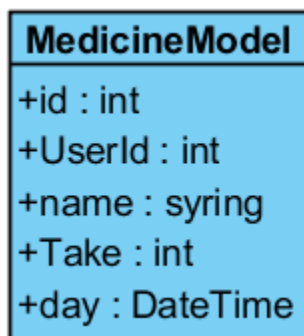 MedicineModel
+id : int
+UserId : int
+name : syring
+Take : int
+day : DateTime